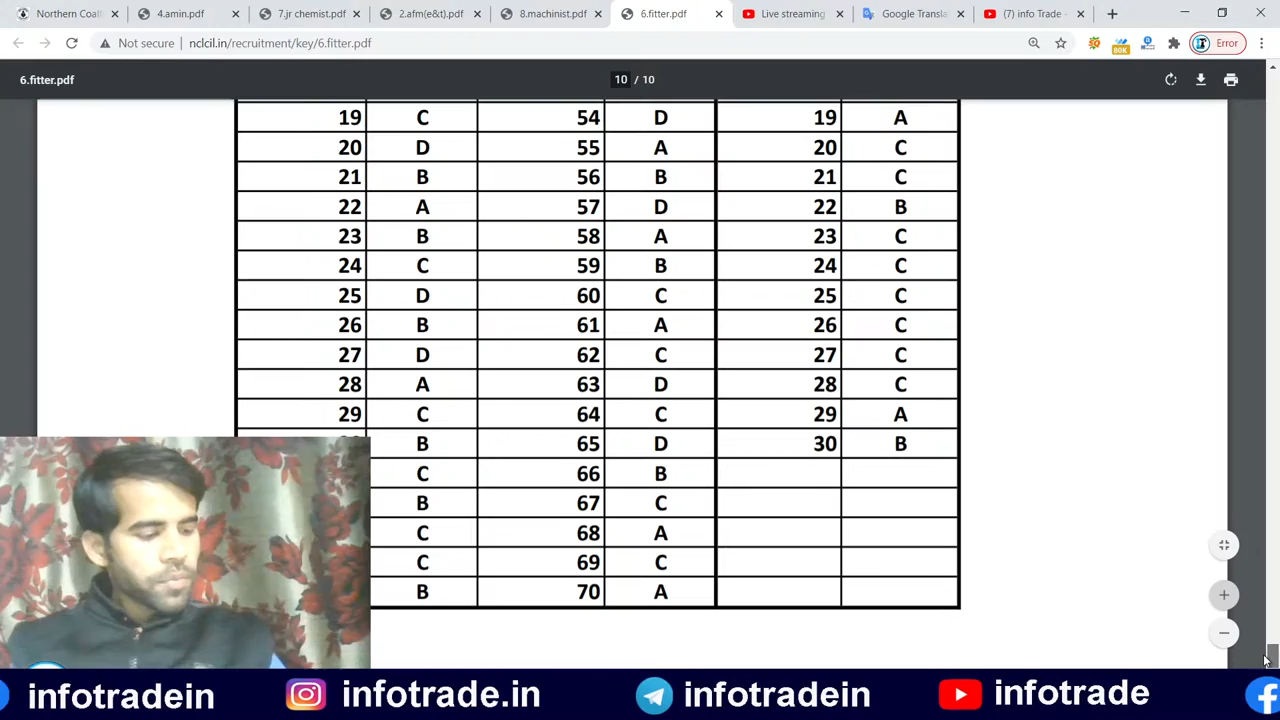 Northern Coalf
4.amin.pdf
7.jr chemist.pdf
2.afm(e&t).pdf
8.machinist.pdf
6.fitter.pdf
Live streaming
Google Transla
(7) info Trade -
Not secure
nclcil.in/recruitment/key/6.fitter.pdf
80K
Error
6.fitter.pdf
10 / 10
19 C 54 D 19 A
20 D 55 A 20 C
21 B 56 B 21 C
22 A 57 D 22 B
23 B 58 A 23 C
24 C 59 B 24 C
25 D 60 C 25 C
26 B 61 A 26 C
27 D 62 C 27 C
28 A 63 D 28 C
29 C 64 C 29 A
B 65 D 30 B
C 66 B
B 67 C
C 68 A
C 69 C
B 70 A
infotradein
infotrade.in
infotradein
infotrade